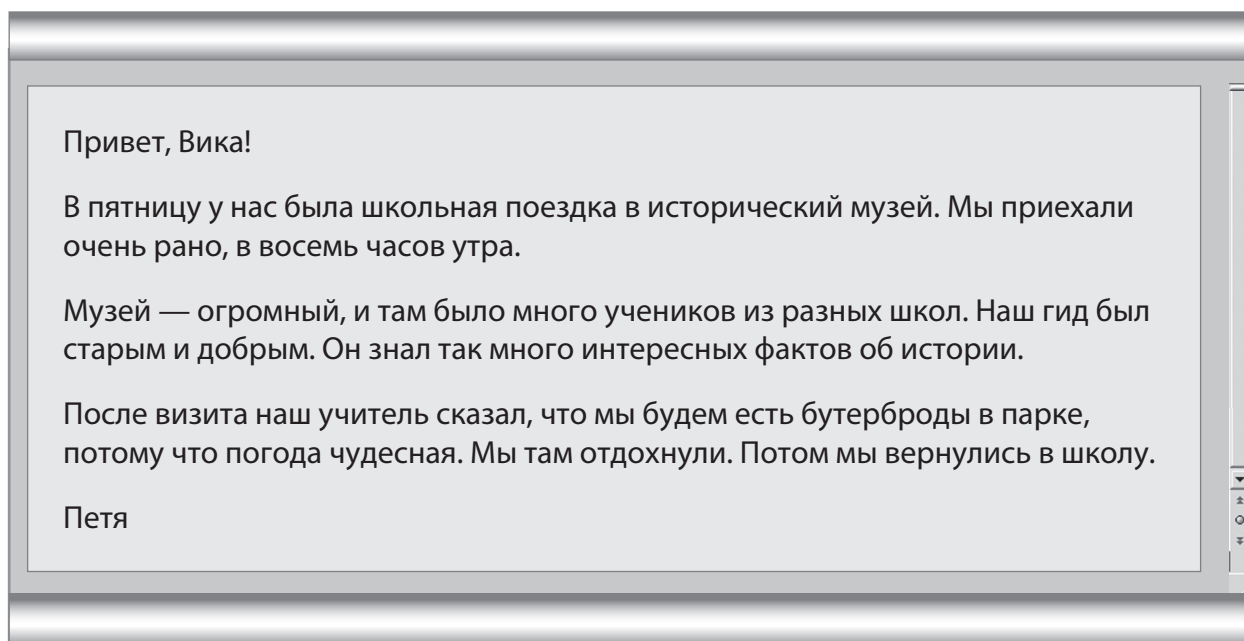 Привет, Вика!
В пятницу у нас была школьная поездка в исторический музей. Мы приехали
очень рано, в восемь часов утра.
Музей — огромный, и там было много учеников из разных школ. Наш гид был
старым и добрым. Он знал так много интересных фактов об истории.
После визита наш учитель сказал, что мы будем есть бутерброды в парке,
потому что погода чудесная. Мы там отдохнули. Потом мы вернулись в школу.
Петя